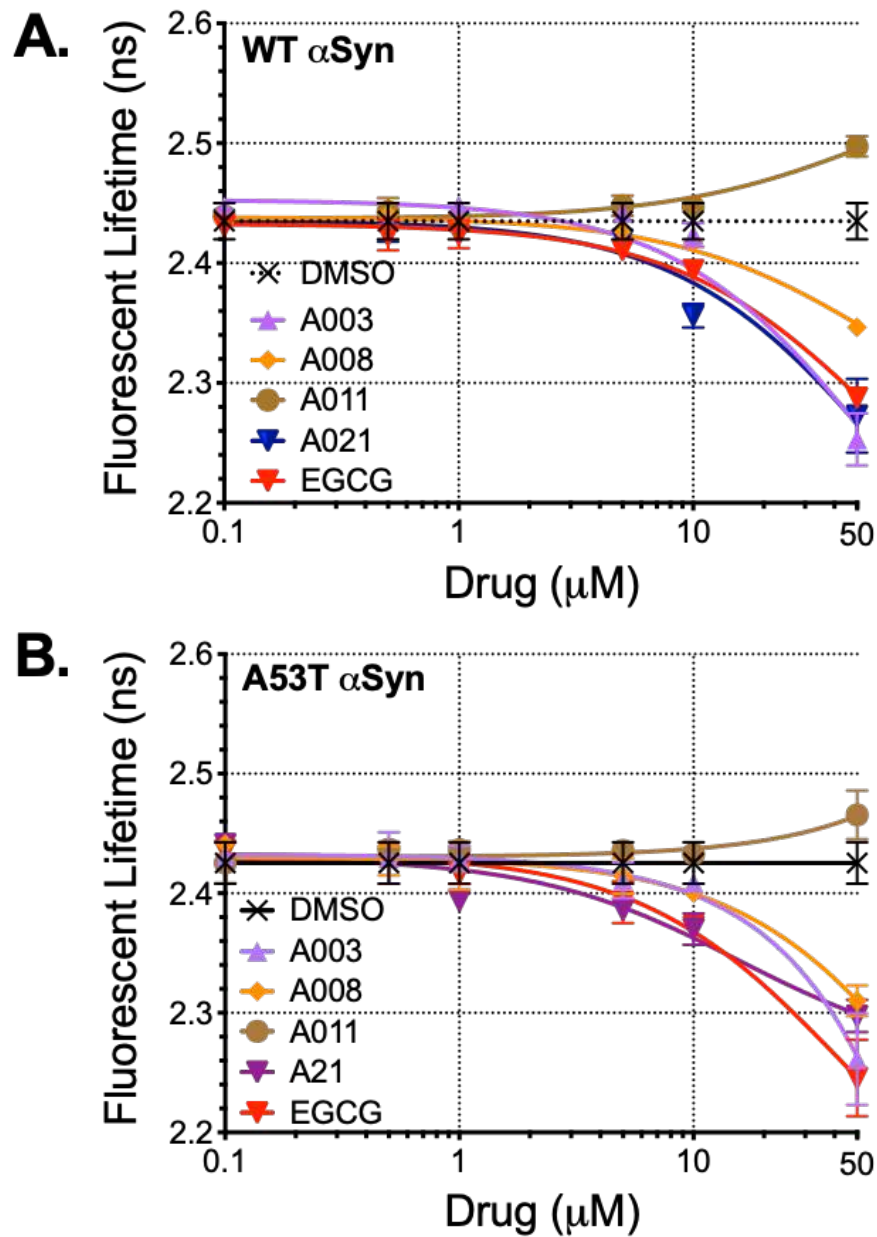 A.
WT αSyn
Fluorescent Lifetime (ns)
2.6
2.5
2.4
2.3
2.2
DMSO
A003
A008
A011
A021
EGCG
0.1 1 10 50
Drug (μM)
B.
A53T αSyn
Fluorescent Lifetime (ns)
2.6
2.5
2.4
2.3
2.2
DMSO
A003
A008
A011
A21
EGCG
0.1 1 10 50
Drug (μM)